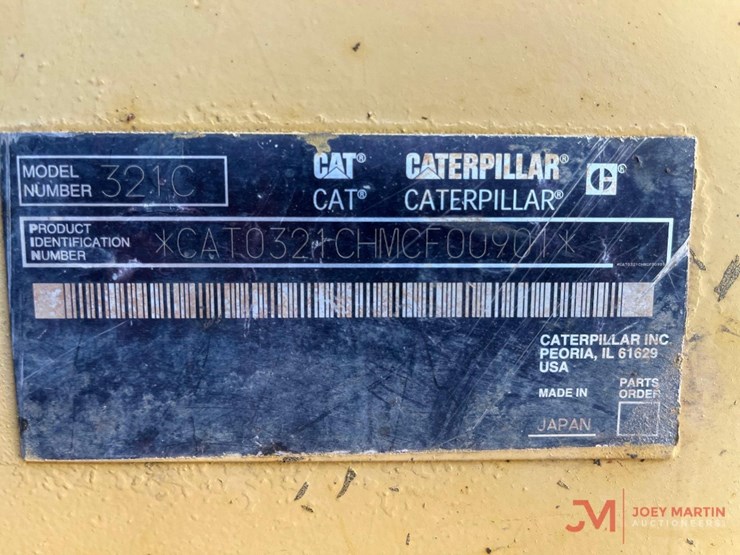 MODEL NUMBER 321C
CAT® CATERPILLAR® C®
CAT® CATERPILLAR®
PRODUCT IDENTIFICATION NUMBER *CAT0321CHMCF00901*
CATERPILLAR INC
PEORIA, IL 61629
USA
MADE IN JAPAN
PARTS ORDER
JM JOEY MARTIN
AUCTIONEERS